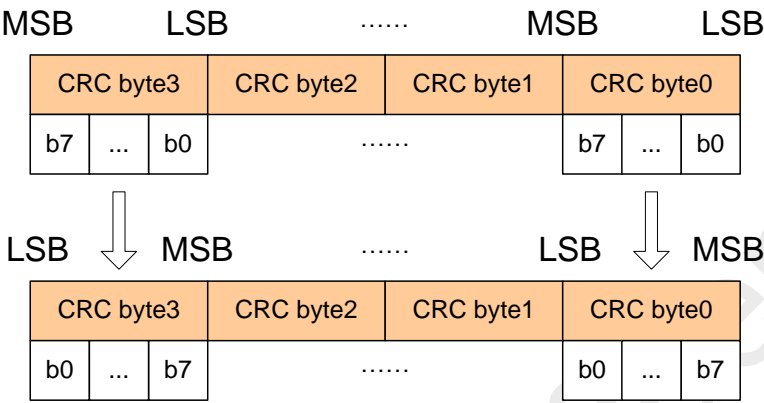 MSB LSB ...... MSB LSB
CRC byte3 CRC byte2 CRC byte1 CRC byte0
b7 ... b0 ...... b7 ... b0
LSB MSB ...... LSB MSB
CRC byte3 CRC byte2 CRC byte1 CRC byte0
b0 ... b7 ...... b0 ... b7